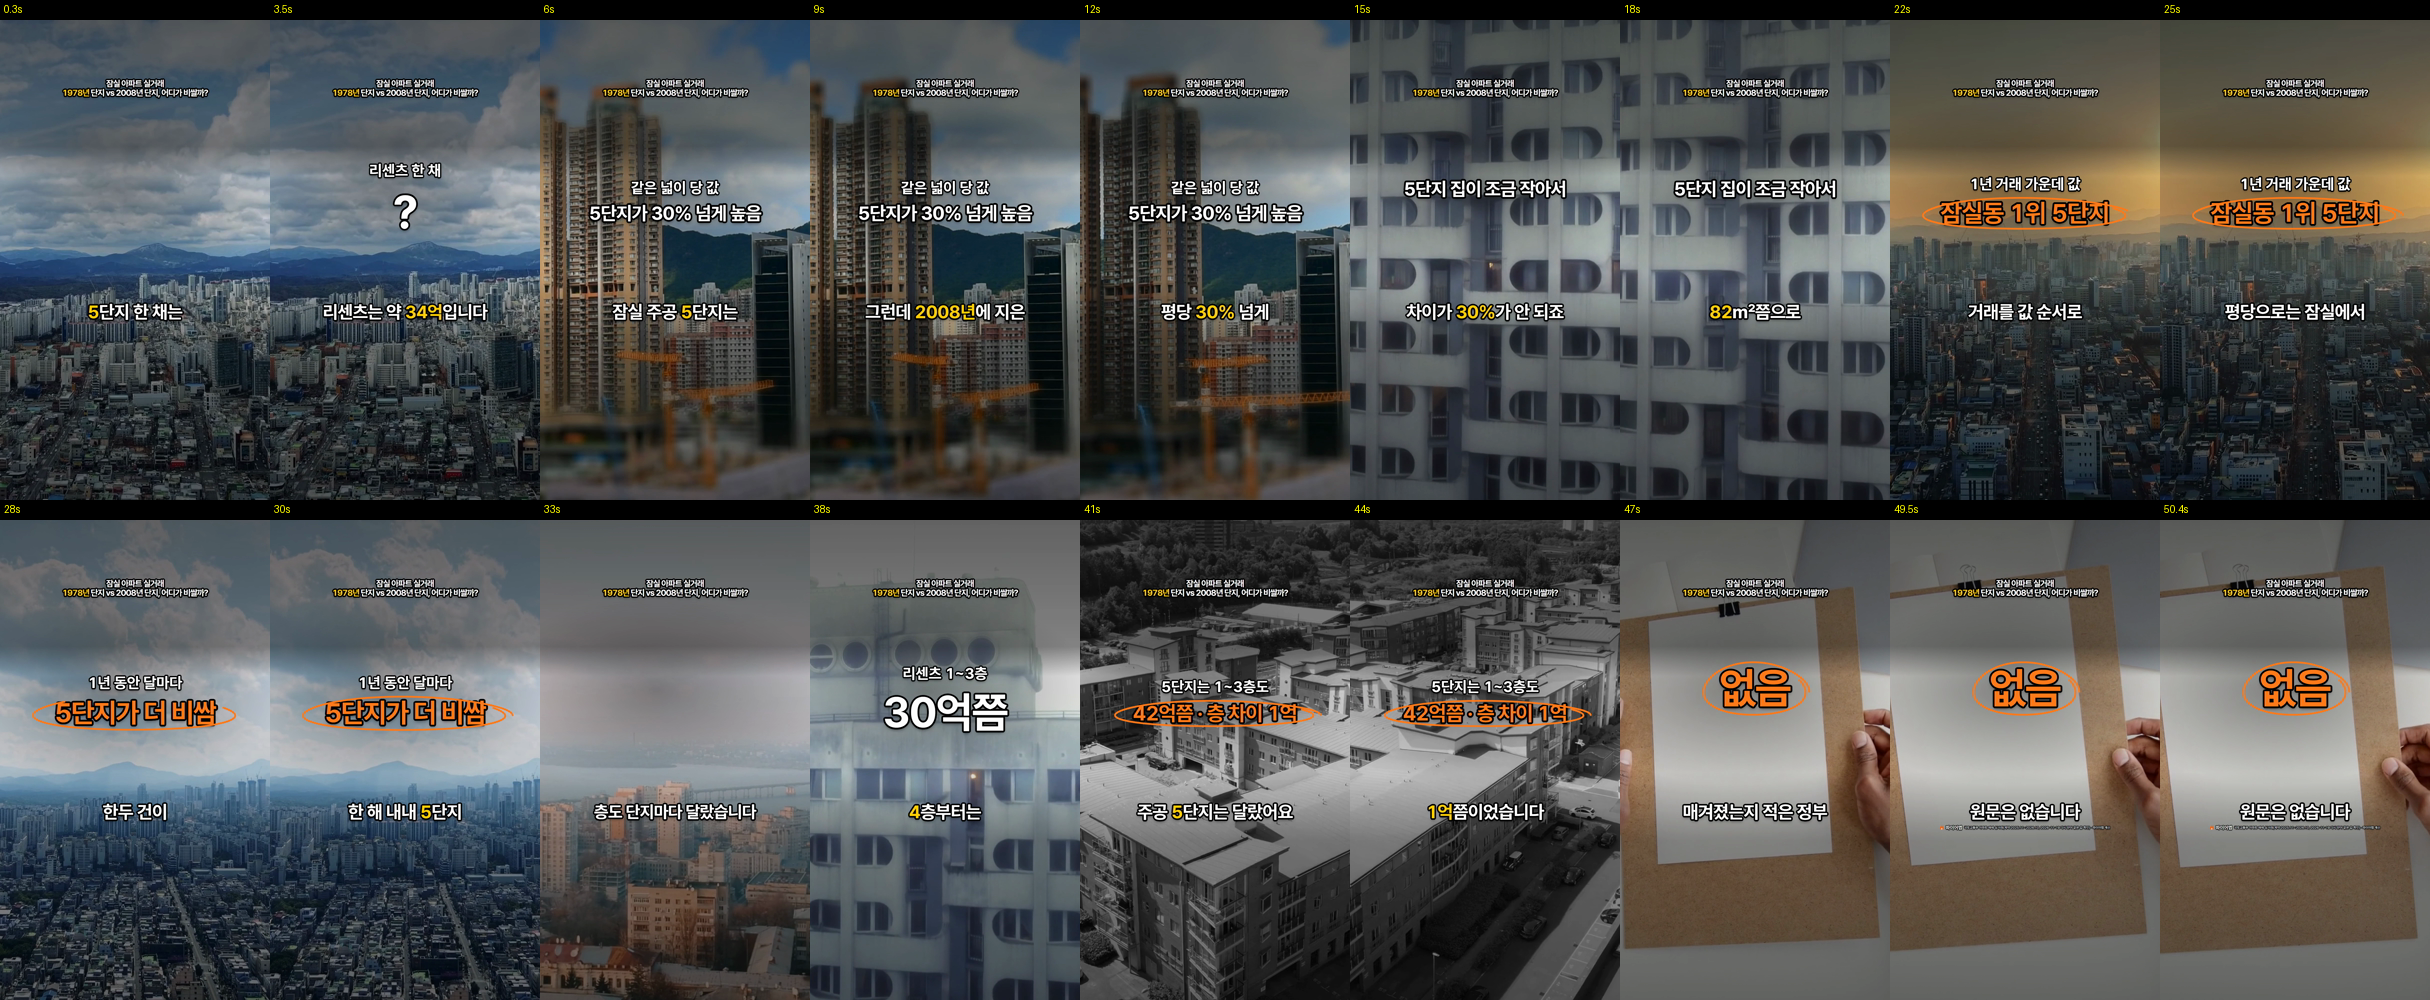 0.3s
잠실 아파트 실거래
1978년 단지 vs 2008년 단지, 어디가 비쌀까?
5단지 한 채는
3.5s
잠실 아파트 실거래
1978년 단지 vs 2008년 단지, 어디가 비쌀까?
리센츠 한 채
?
리센츠는 약 34억입니다
6s
잠실 아파트 실거래
1978년 단지 vs 2008년 단지, 어디가 비쌀까?
같은 넓이 당 값
5단지가 30% 넘게 높음
잠실 주공 5단지는
9s
잠실 아파트 실거래
1978년 단지 vs 2008년 단지, 어디가 비쌀까?
같은 넓이 당 값
5단지가 30% 넘게 높음
그런데 2008년에 지은
12s
잠실 아파트 실거래
1978년 단지 vs 2008년 단지, 어디가 비쌀까?
같은 넓이 당 값
5단지가 30% 넘게 높음
평당 30% 넘게
15s
잠실 아파트 실거래
1978년 단지 vs 2008년 단지, 어디가 비쌀까?
5단지 집이 조금 작아서
차이가 30%가 안 되죠
18s
잠실 아파트 실거래
1978년 단지 vs 2008년 단지, 어디가 비쌀까?
5단지 집이 조금 작아서
82m²쯤으로
22s
잠실 아파트 실거래
1978년 단지 vs 2008년 단지, 어디가 비쌀까?
1년 거래 가운데 값
잠실동 1위 5단지
거래를 값 순서로
25s
잠실 아파트 실거래
1978년 단지 vs 2008년 단지, 어디가 비쌀까?
1년 거래 가운데 값
잠실동 1위 5단지
평당으로는 잠실에서
28s
잠실 아파트 실거래
1978년 단지 vs 2008년 단지, 어디가 비쌀까?
1년 동안 달마다
5단지가 더 비쌈
한두 건이
30s
잠실 아파트 실거래
1978년 단지 vs 2008년 단지, 어디가 비쌀까?
1년 동안 달마다
5단지가 더 비쌈
한 해 내내 5단지
33s
잠실 아파트 실거래
1978년 단지 vs 2008년 단지, 어디가 비쌀까?
층도 단지마다 달랐습니다
38s
잠실 아파트 실거래
1978년 단지 vs 2008년 단지, 어디가 비쌀까?
리센츠 1~3층
30억쯤
4층부터는
41s
잠실 아파트 실거래
1978년 단지 vs 2008년 단지, 어디가 비쌀까?
5단지는 1~3층도
42억쯤 · 층 차이 1억
주공 5단지는 달랐어요
44s
잠실 아파트 실거래
1978년 단지 vs 2008년 단지, 어디가 비쌀까?
5단지는 1~3층도
42억쯤 · 층 차이 1억
1억쯤이었습니다
47s
잠실 아파트 실거래
1978년 단지 vs 2008년 단지, 어디가 비쌀까?
없음
매겨졌는지 적은 정부
49.5s
잠실 아파트 실거래
1978년 단지 vs 2008년 단지, 어디가 비쌀까?
없음
원문은 없습니다
50.4s
잠실 아파트 실거래
1978년 단지 vs 2008년 단지, 어디가 비쌀까?
없음
원문은 없습니다